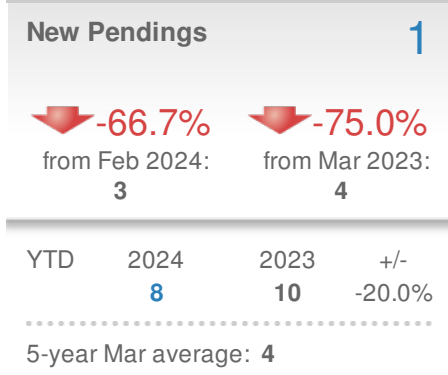 New Pendings 1
-66.7% -75.0%
from Feb 2024: from Mar 2023:
3 4
YTD 2024 2023 +/-
8 10 -20.0%
5-year Mar average: 4